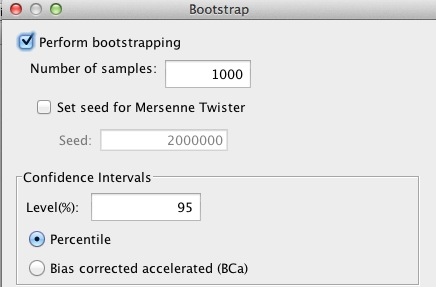 Bootstrap
Perform bootstrapping
Number of samples: 1000
Set seed for Mersenne Twister
Seed: 2000000
Confidence Intervals
Level(%): 95
Percentile
Bias corrected accelerated (BCa)